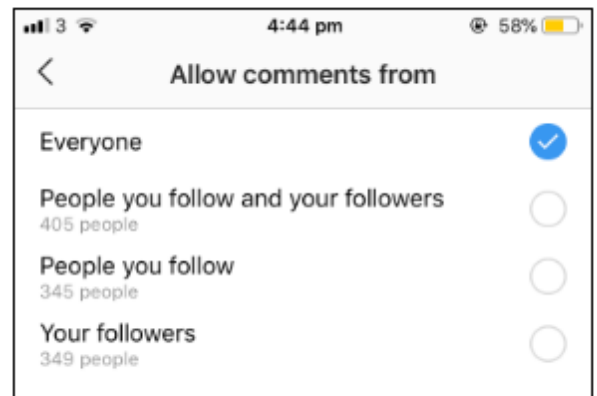 3 4:44 pm 58%
Allow comments from
Everyone
People you follow and your followers
405 people
People you follow
345 people
Your followers
349 people